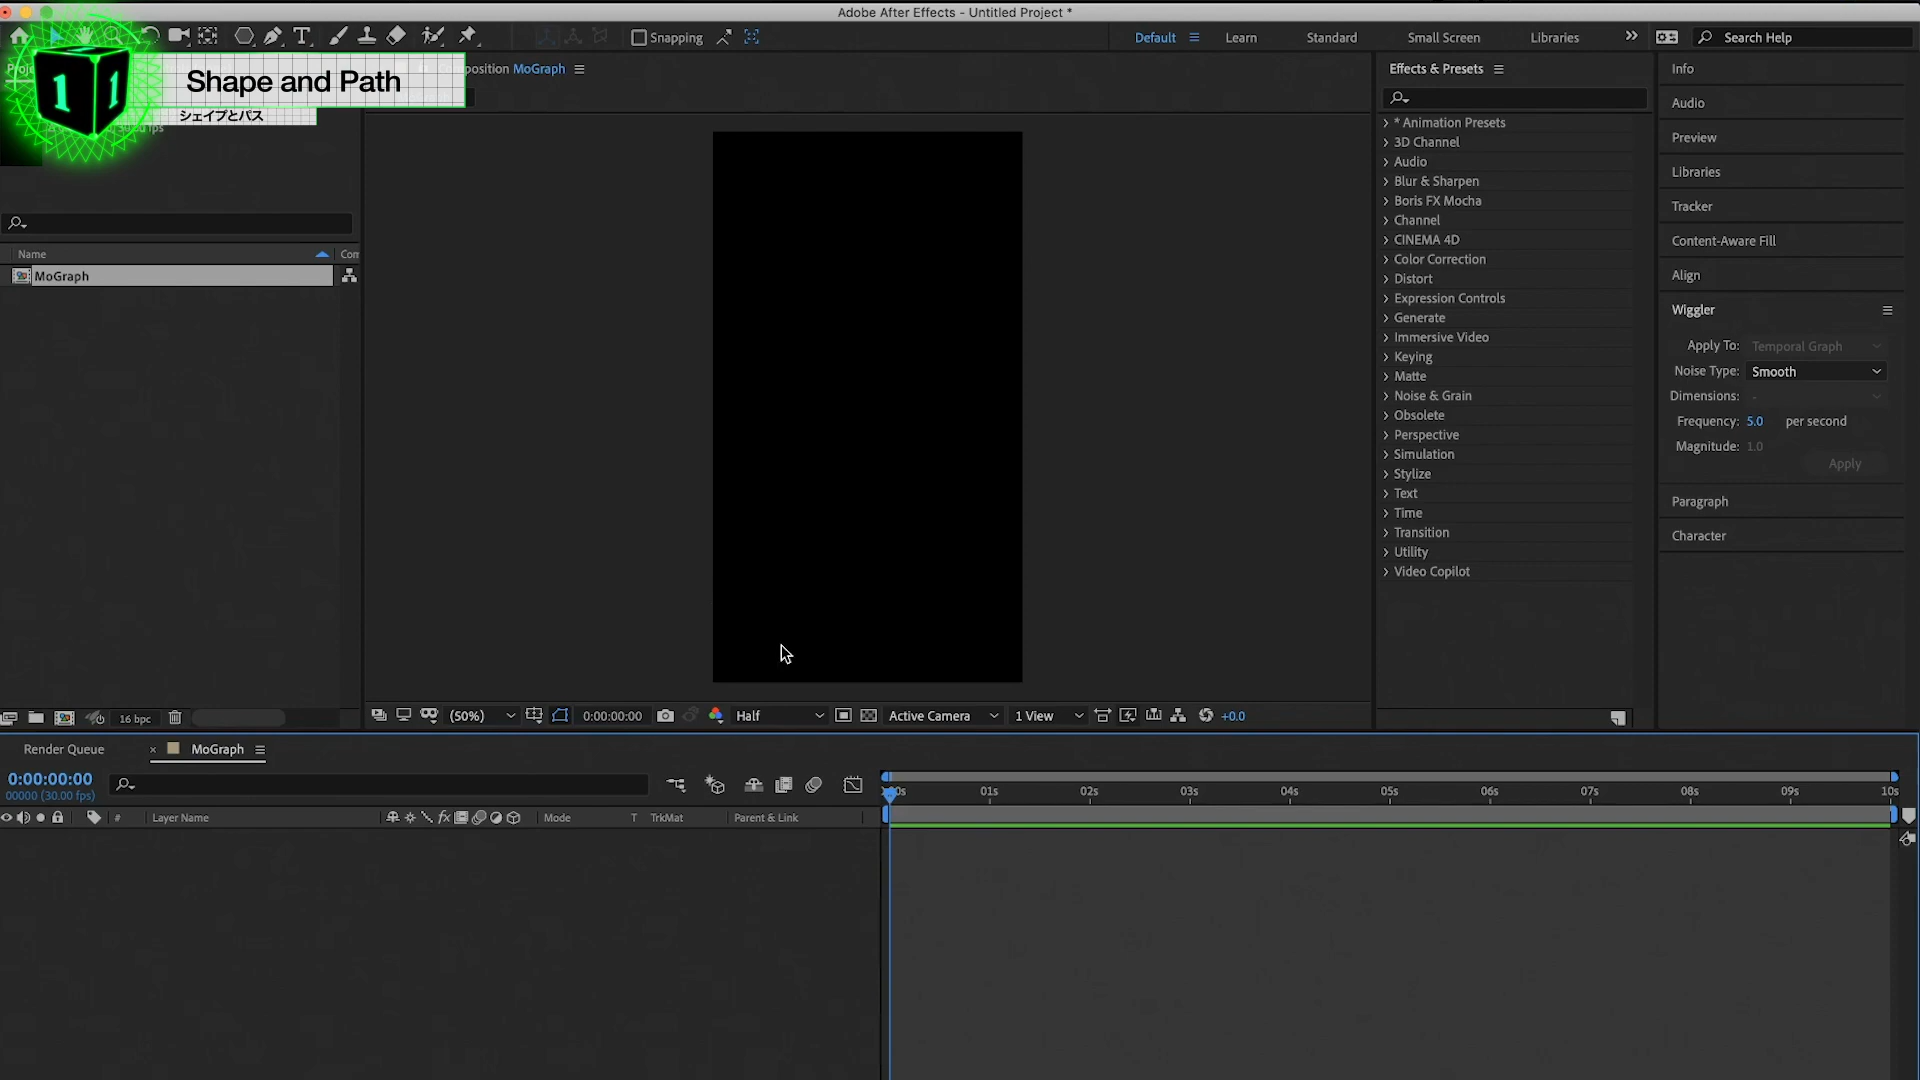 Adobe After Effects - Untitled Project *
Snapping
Default
Learn
Standard
Small Screen
Libraries
Search Help
1 1
Shape and Path
シェイプとパス
Composition MoGraph
Name
MoGraph
16 bpc
(50%)
0:00:00:00
Half
Active Camera
1 View
+0.0
Effects & Presets
* Animation Presets
3D Channel
Audio
Blur & Sharpen
Boris FX Mocha
Channel
CINEMA 4D
Color Correction
Distort
Expression Controls
Generate
Immersive Video
Keying
Matte
Noise & Grain
Obsolete
Perspective
Simulation
Stylize
Text
Time
Transition
Utility
Video Copilot
Info
Audio
Preview
Libraries
Tracker
Content-Aware Fill
Align
Wiggler
Apply To: Temporal Graph
Noise Type: Smooth
Dimensions: -
Frequency: 5.0 per second
Magnitude: 1.0
Apply
Paragraph
Character
Render Queue
× MoGraph
0:00:00:00
00000 (30.00 fps)
# Layer Name
fx
Mode
T TrkMat
Parent & Link
01s 02s 03s 04s 05s 06s 07s 08s 09s 10s